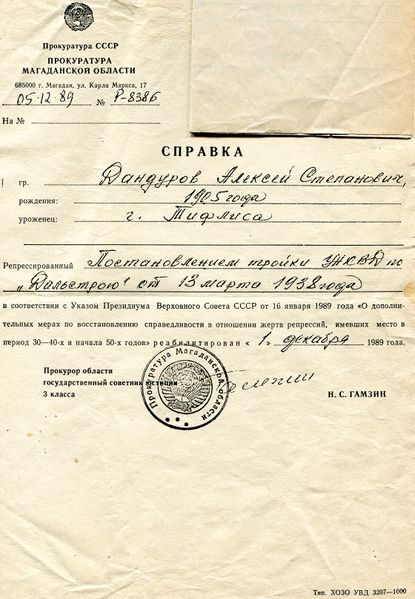 Прокуратура СССР
ПРОКУРАТУРА
МАГАДАНСКОЙ ОБЛАСТИ
685000 г. Магадан, ул. Карла Маркса, 17
05.12.89 № Р-8386
На №
СПРАВКА
гр. Дандуров Алексей Степанович,
рождения: 1905 года
уроженец: г. Тифлиса
Репрессированный Постановлением тройки УНКВД по
„Дальстрою" от 13 марта 1938 года
в соответствии с Указом Президиума Верховного Совета СССР от 16 января 1989 года «О дополни-
тельных мерах по восстановлению справедливости в отношении жертв репрессий, имевших место в
период 30—40-х и начала 50-х годов» реабилитирован « 1 » декабря 1989 года.
Прокурор области
государственный советник юстиции
3 класса
Н. С. ГАМЗИН
Прокуратура Магаданской области
Тип. ХОЗО УВД 3207—1000